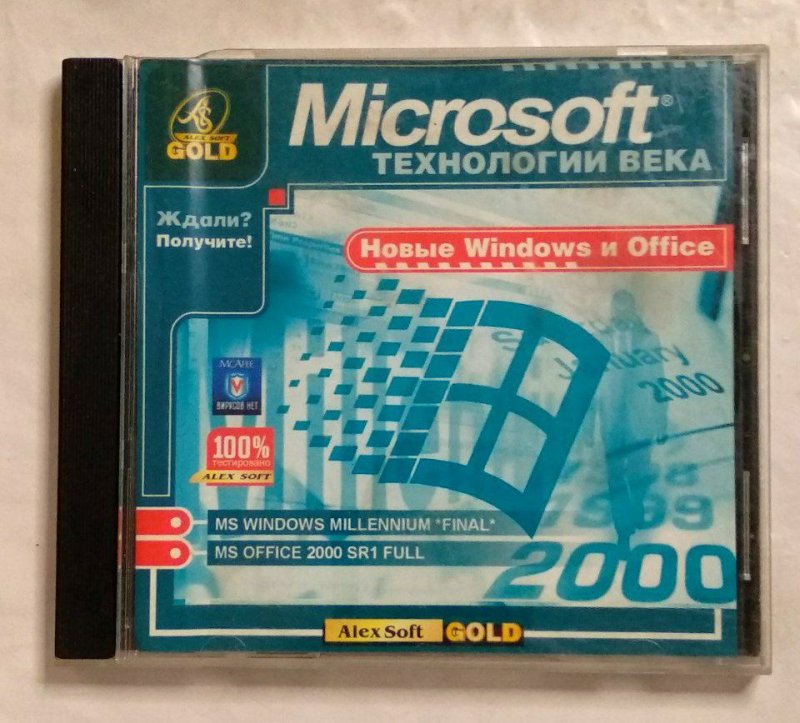 ALEX SOFT
GOLD
Microsoft®
ТЕХНОЛОГИИ ВЕКА
Ждали?
Получите!
Новые Windows и Office
January
2000
MCAFEE
ВИРУСОВ НЕТ
100%
тестировано
ALEX SOFT
1999
MS WINDOWS MILLENNIUM *FINAL*
MS OFFICE 2000 SR1 FULL
2000
Alex Soft GOLD